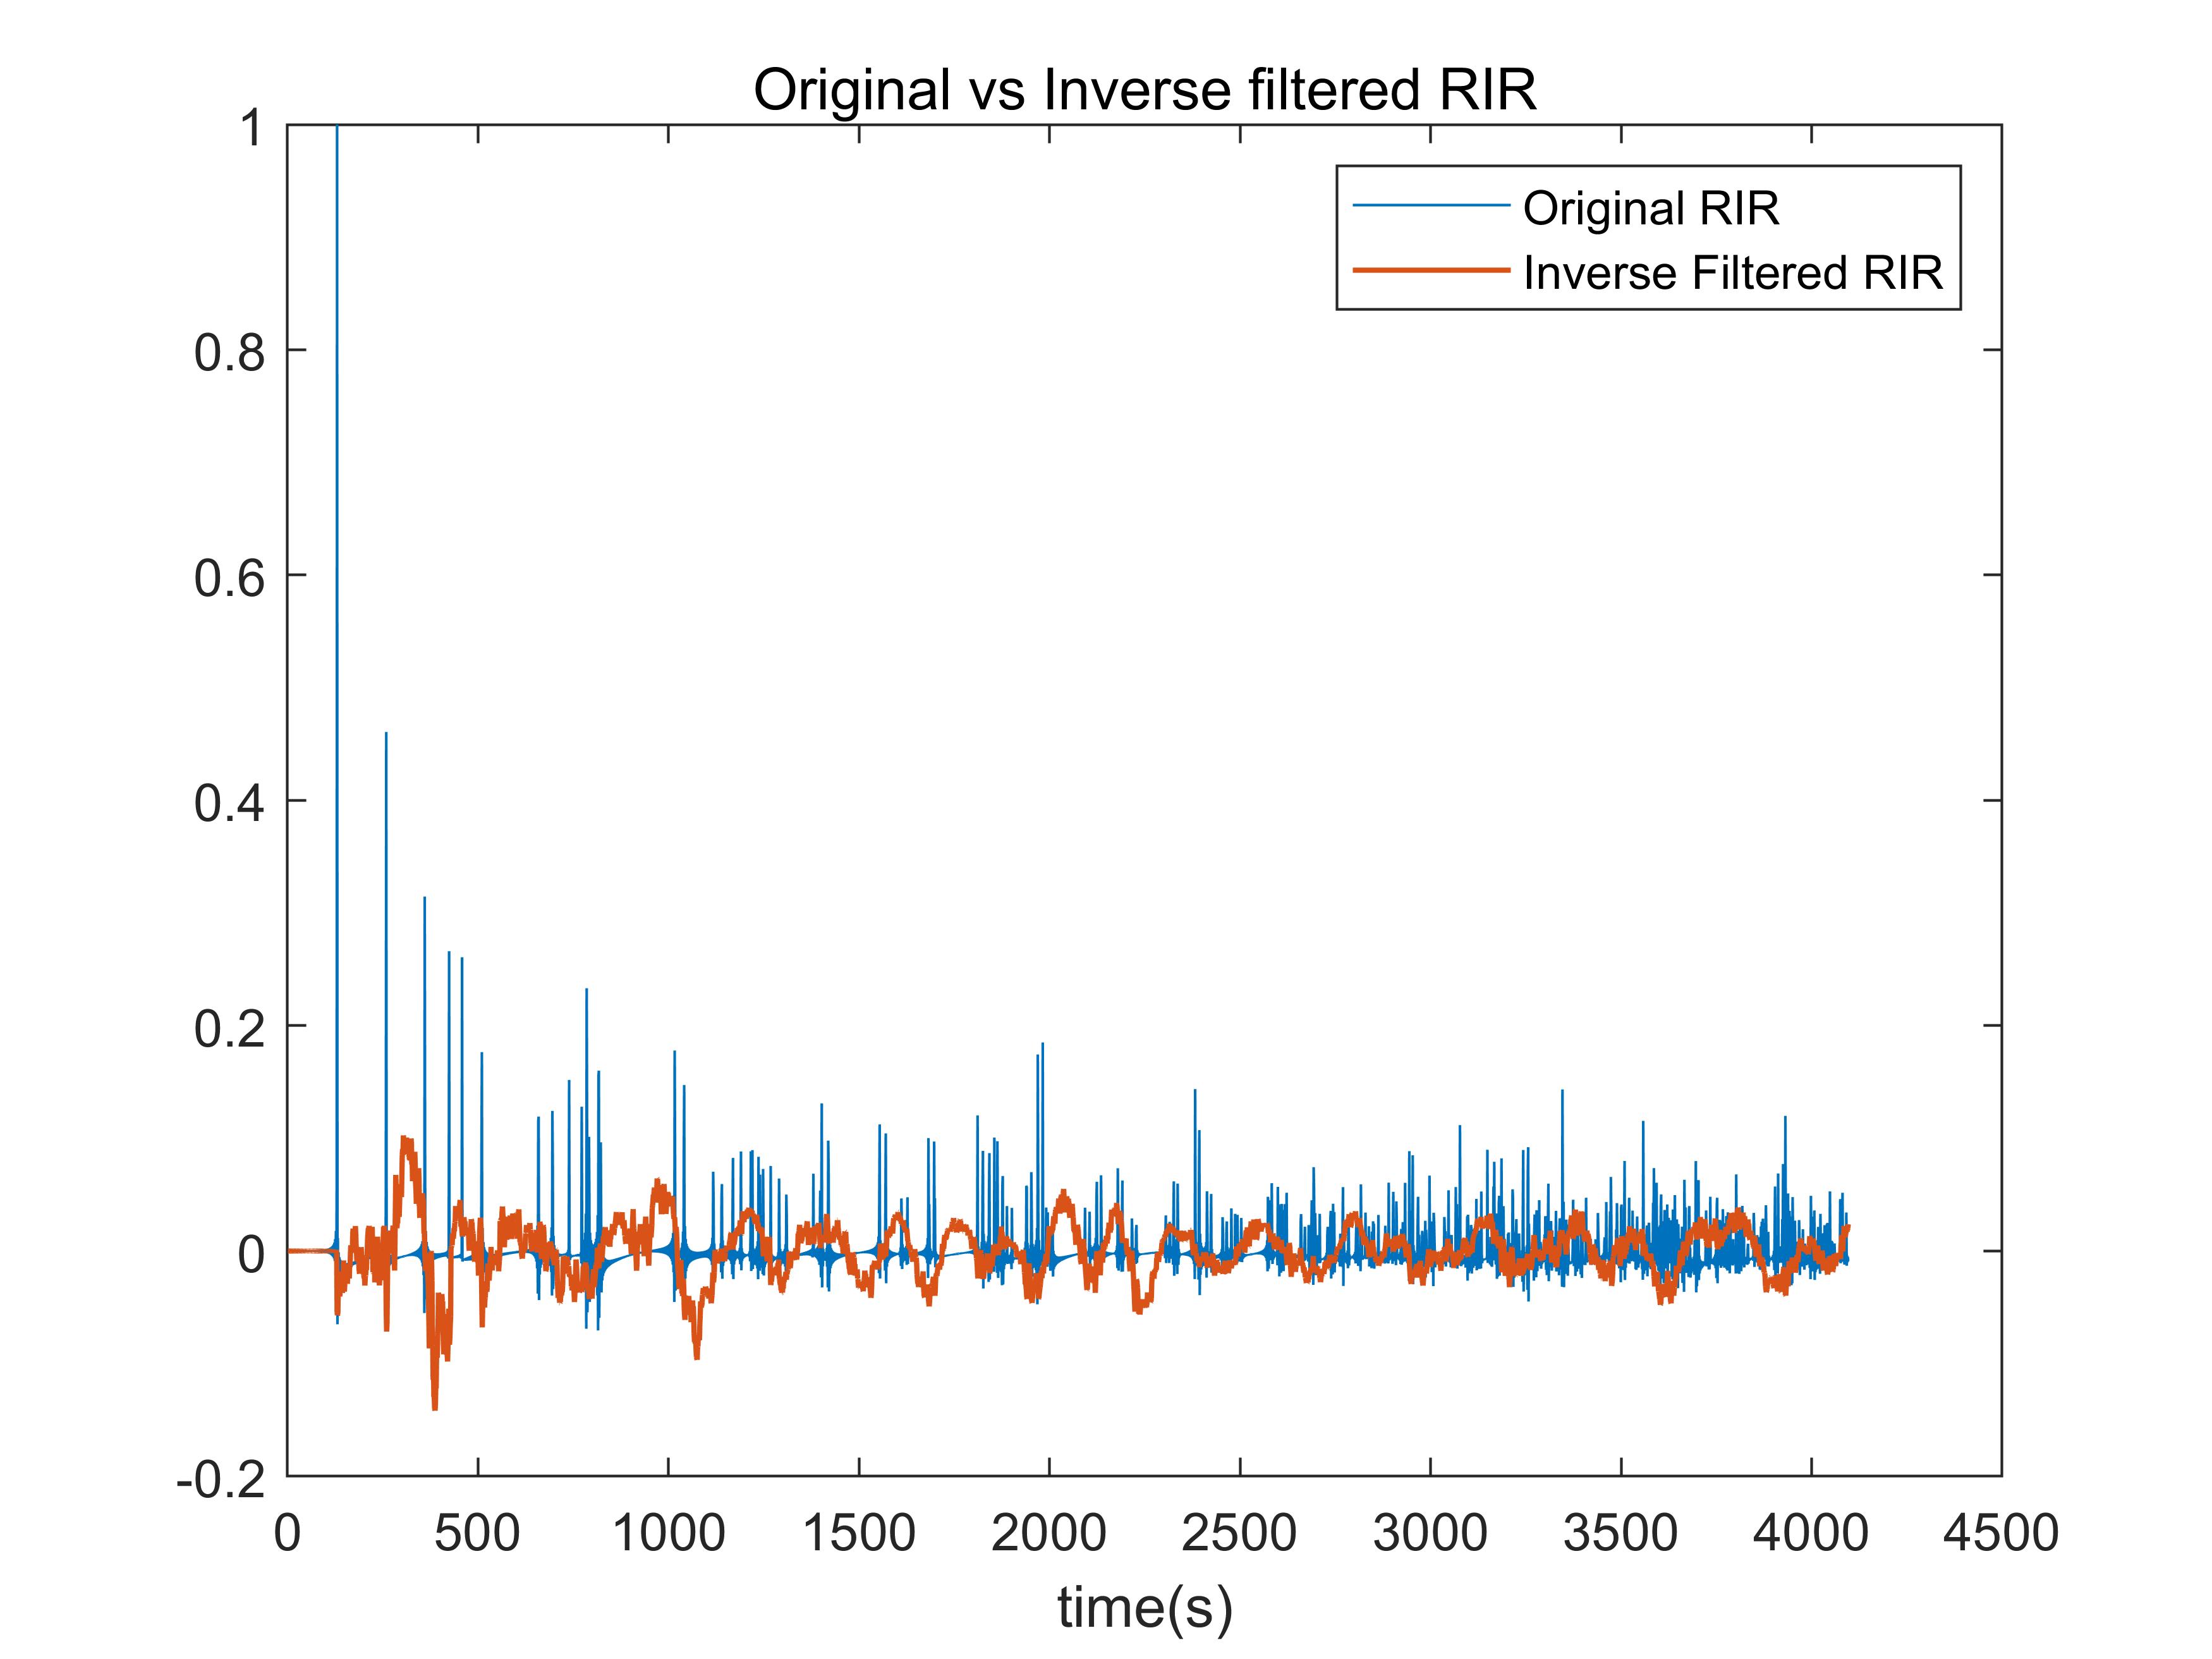 Original vs Inverse filtered RIR
1
0.8
0.6
0.4
0.2
0
-0.2
Original RIR
Inverse Filtered RIR
0 500 1000 1500 2000 2500 3000 3500 4000 4500
time(s)